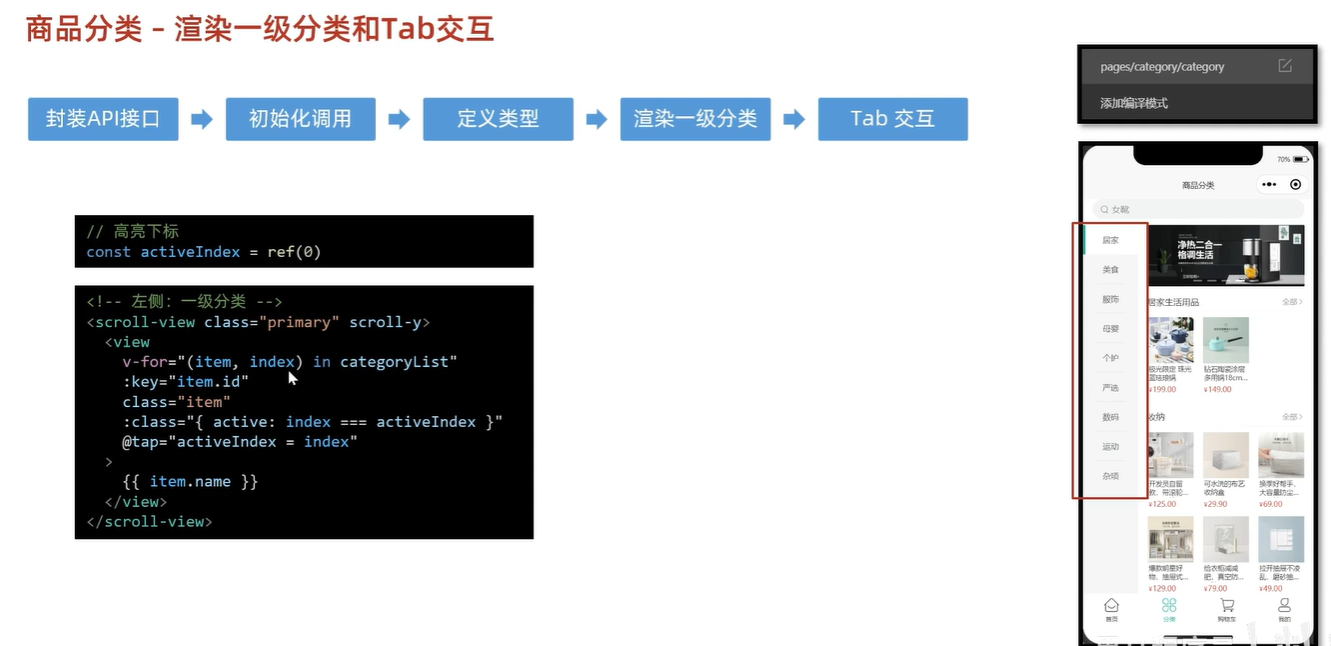 商品分类 – 渲染一级分类和Tab交互
封装API接口
初始化调用
定义类型
渲染一级分类
Tab 交互
// 高亮下标
const activeIndex = ref(0)
<!-- 左侧：一级分类 -->
<scroll-view class="primary" scroll-y>
<view
v-for="(item, index) in categoryList"
:key="item.id"
class="item"
:class="{ active: index === activeIndex }"
@tap="activeIndex = index"
>
{{ item.name }}
</view>
</scroll-view>
pages/category/category
添加编译模式
70%
商品分类
女靴
居家
美食
服饰
母婴
个护
严选
数码
运动
杂项
净热二合一
格调生活
居家生活用品
全部
极光限定 珠光
蓝珐琅锅
¥199.00
钻石陶瓷涂层
多用锅18cm...
¥149.00
收纳
全部
开发员自留
款，带滚轮...
¥125.00
可水洗的布艺
收纳盒
¥29.90
换季好帮手，
大容量防尘...
¥69.00
爆款明星好
物，抽屉式...
¥129.00
给衣柜减减
肥，真空防...
¥79.00
拉开抽屉不凌
乱，磨砂抽...
¥49.00
首页
分类
购物车
我的